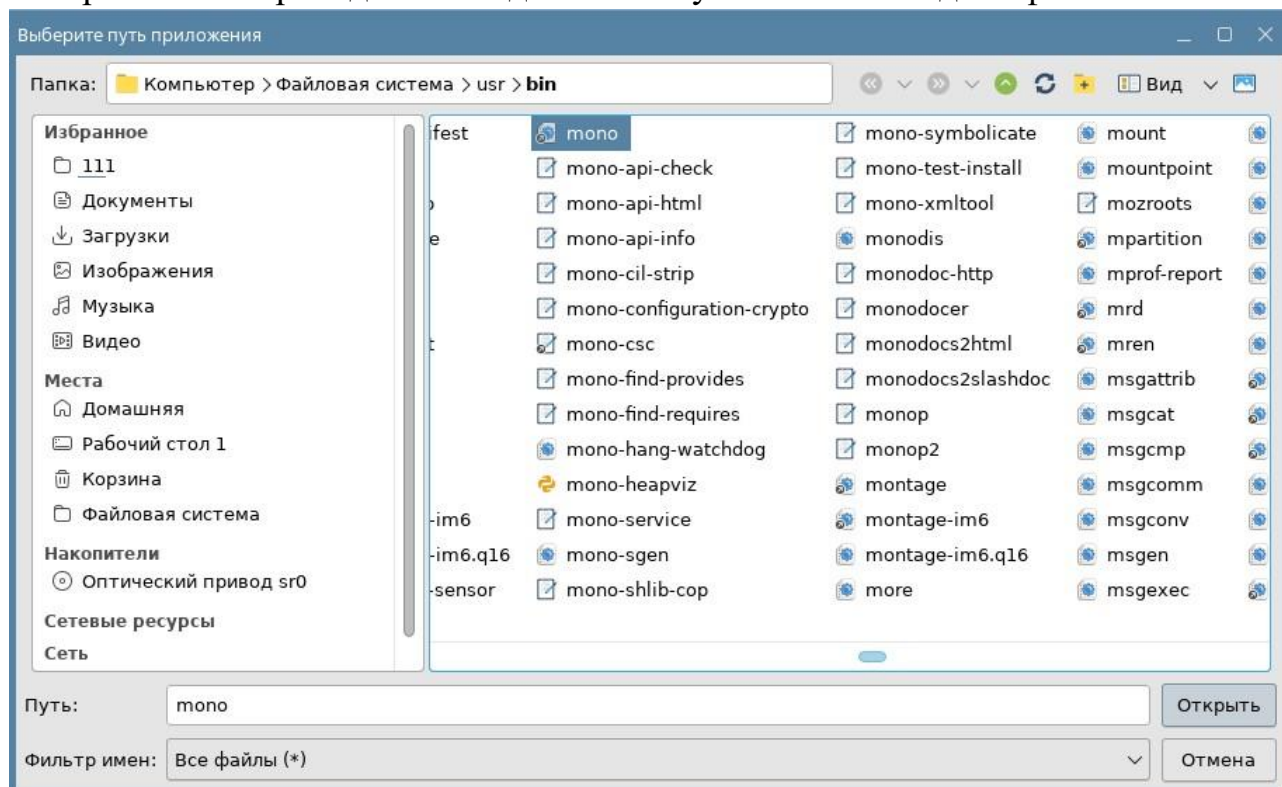 Выберите путь приложения
Папка: Компьютер > Файловая система > usr > bin
Вид
Избранное
111
Документы
Загрузки
Изображения
Музыка
Видео
Места
Домашняя
Рабочий стол 1
Корзина
Файловая система
Накопители
Оптический привод sr0
Сетевые ресурсы
Сеть
ifest
e
-im6
-im6.q16
-sensor
mono
mono-api-check
mono-api-html
mono-api-info
mono-cil-strip
mono-configuration-crypto
mono-csc
mono-find-provides
mono-find-requires
mono-hang-watchdog
mono-heapviz
mono-service
mono-sgen
mono-shlib-cop
mono-symbolicate
mono-test-install
mono-xmltool
monodis
monodoc-http
monodocer
monodocs2html
monodocs2slashdoc
monop
monop2
montage
montage-im6
montage-im6.q16
more
mount
mountpoint
mozroots
mpartition
mprof-report
mrd
mren
msgattrib
msgcat
msgcmp
msgcomm
msgconv
msgen
msgexec
Путь: mono
Открыть
Фильтр имен: Все файлы (*)
Отмена